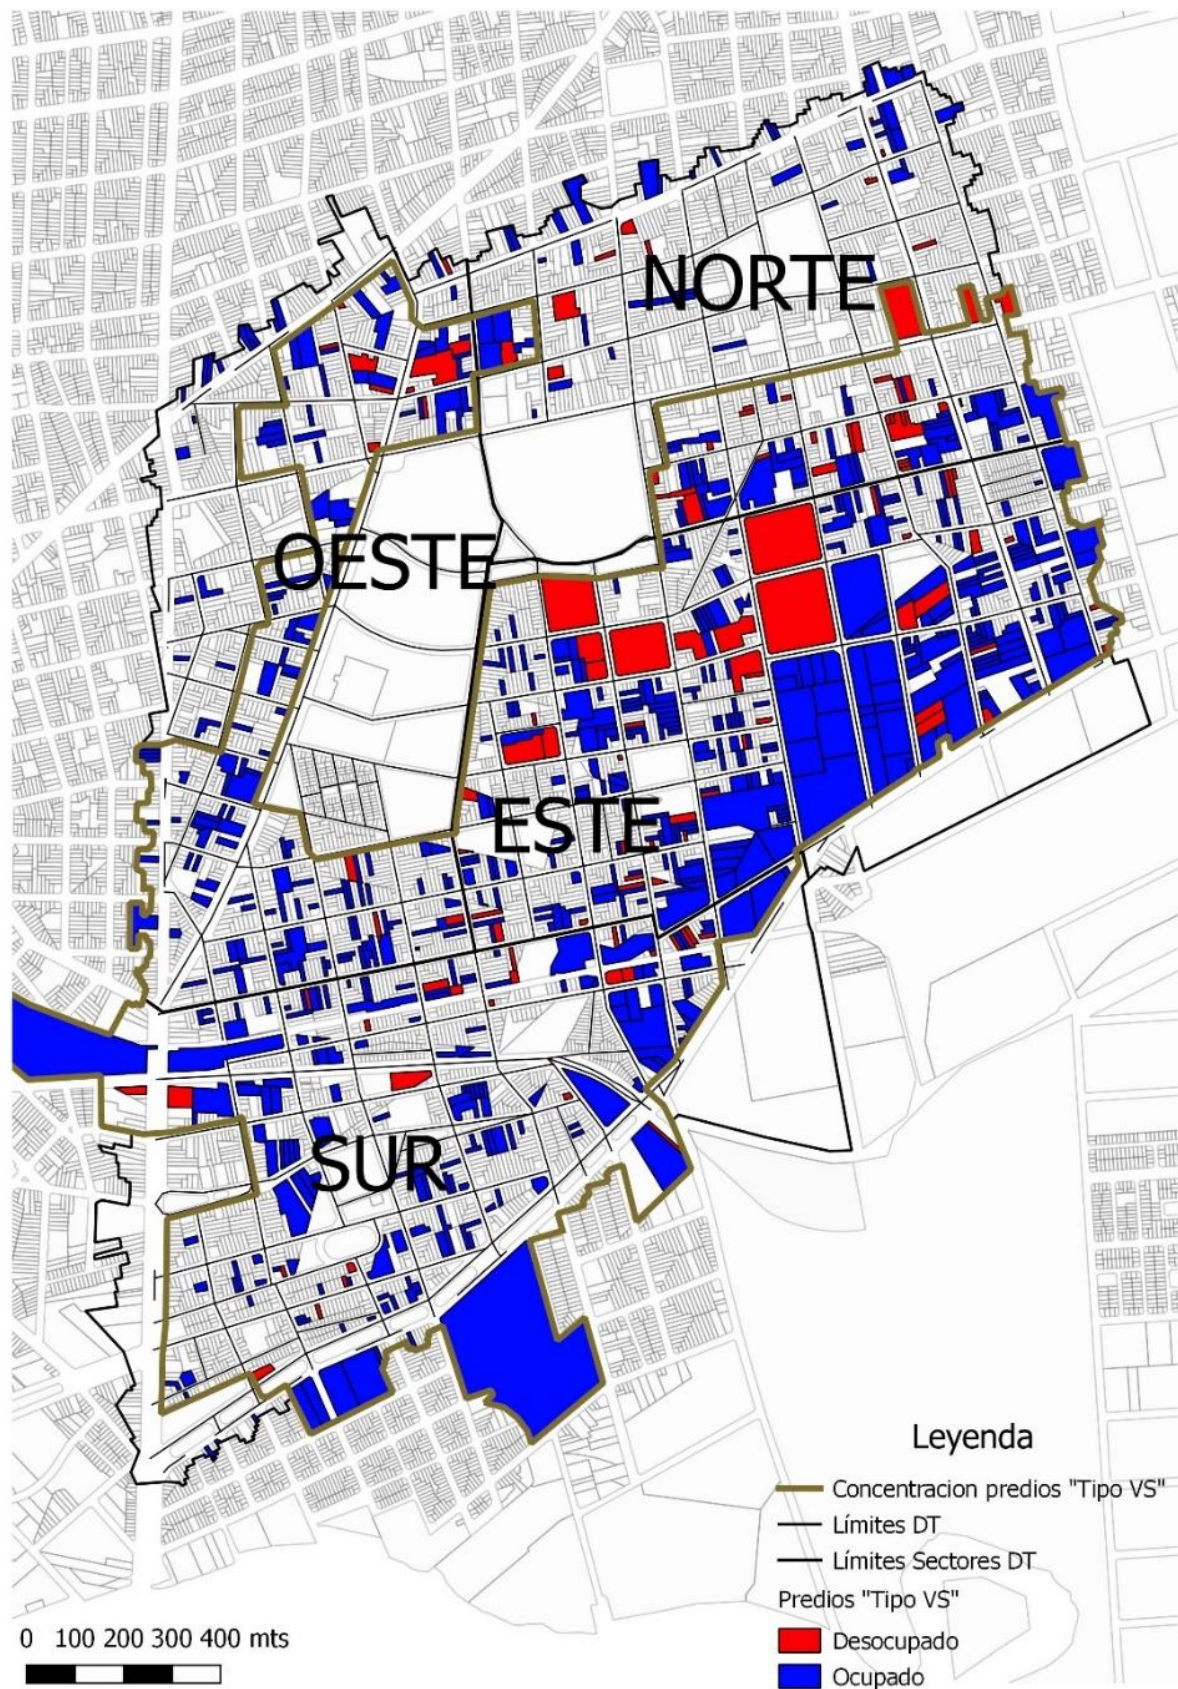 NORTE
OESTE
ESTE
SUR
Leyenda
Concentracion predios "Tipo VS"
Límites DT
Límites Sectores DT
Predios "Tipo VS"
Desocupado
Ocupado
0 100 200 300 400 mts